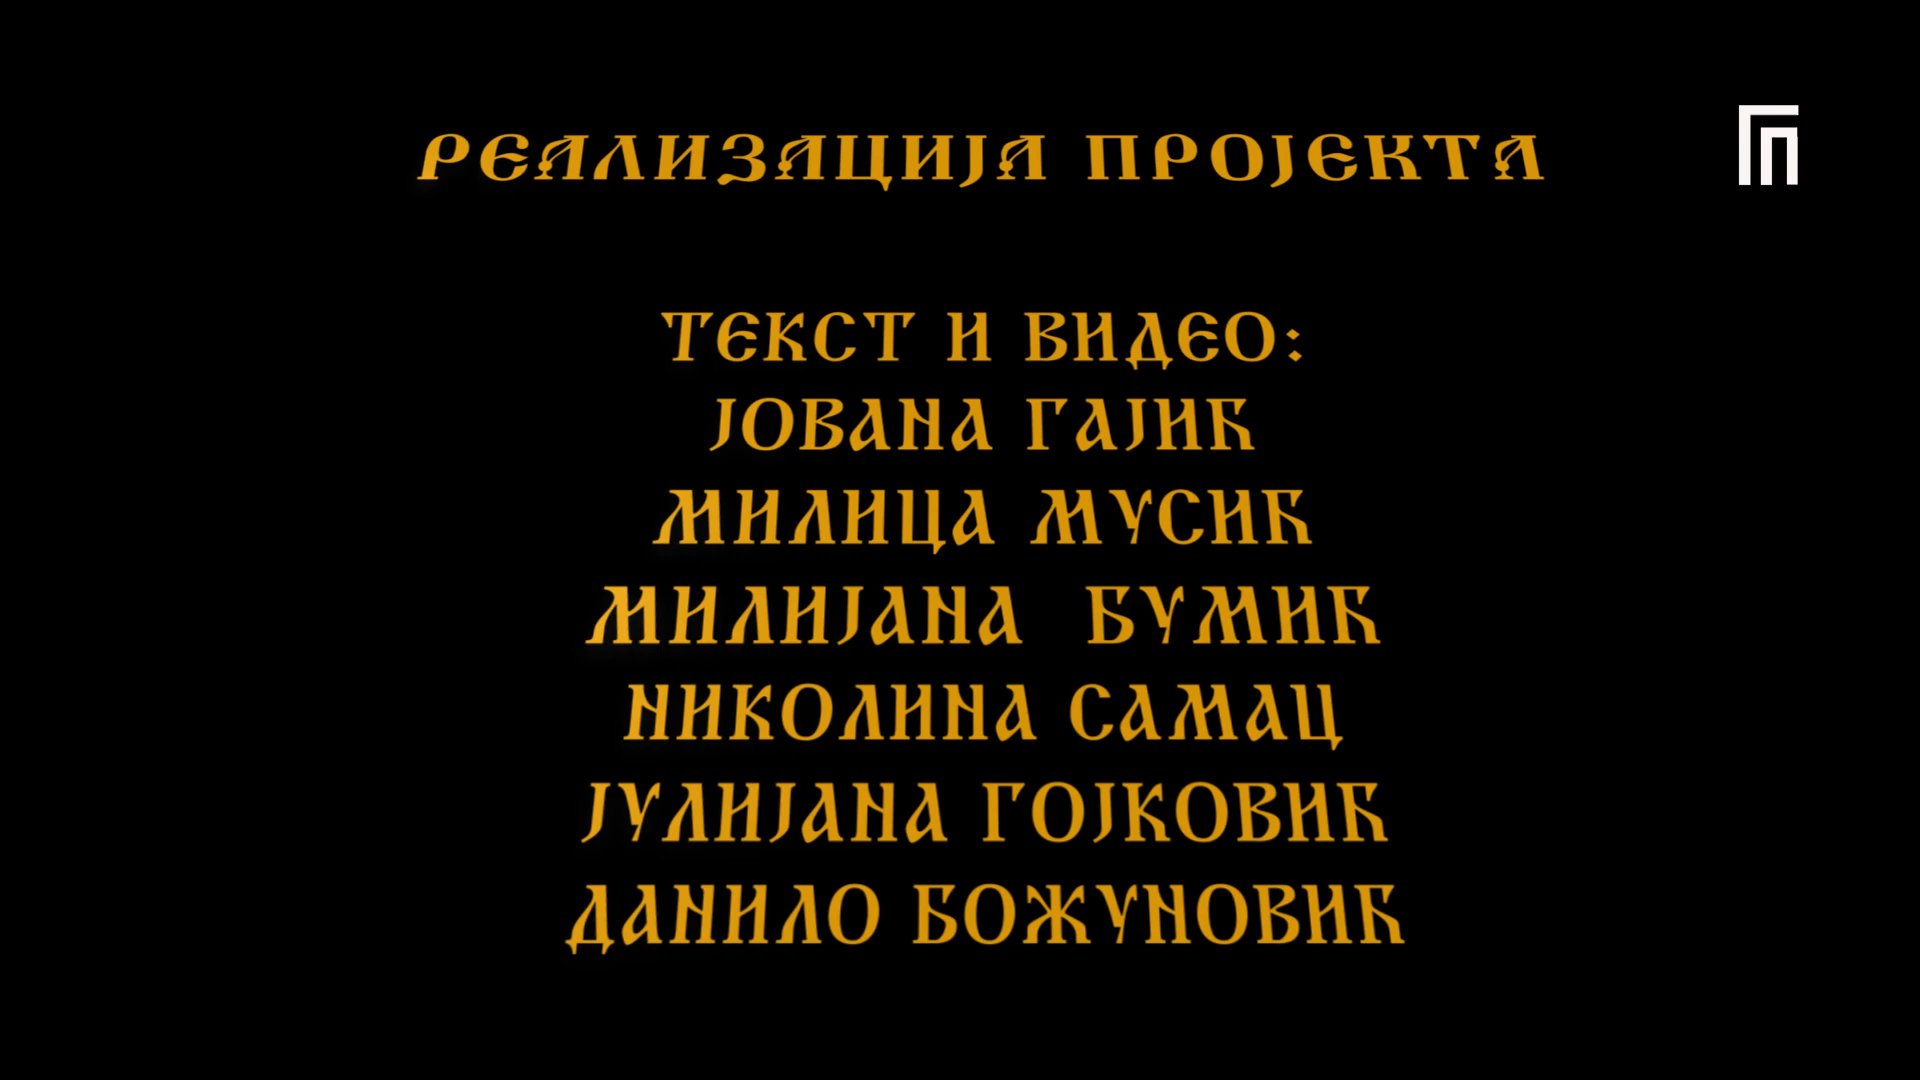 РЕАЛИЗАЦИЈА ПРОЈЕКТА
ТЕКСТ И ВИДЕО:
ЈОВАНА ГАЈИЋ
МИЛИЦА МУСИЋ
МИЛИЈАНА БУМИЋ
НИКОЛИНА САМАЦ
ЈУЛИЈАНА ГОЈКОВИЋ
ДАНИЛО БОЖУНОВИЋ